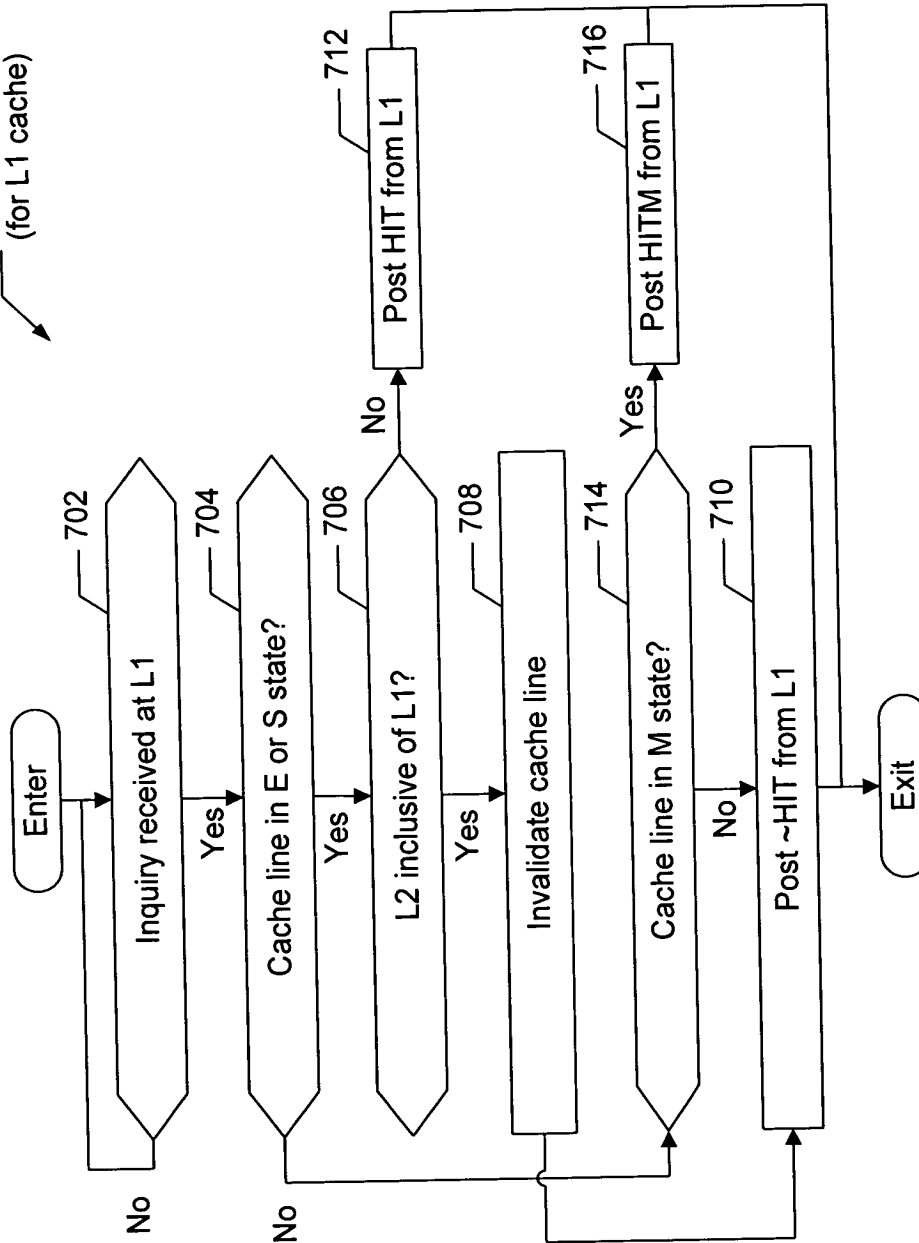 (for L1 cache)
Enter
702
Inquiry received at L1
No
Yes
704
Cache line in E or S state?
No
Yes
706
L2 inclusive of L1?
No
712
Post HIT from L1
Yes
708
Invalidate cache line
714
Cache line in M state?
Yes
716
Post HITM from L1
No
710
Post ~HIT from L1
Exit